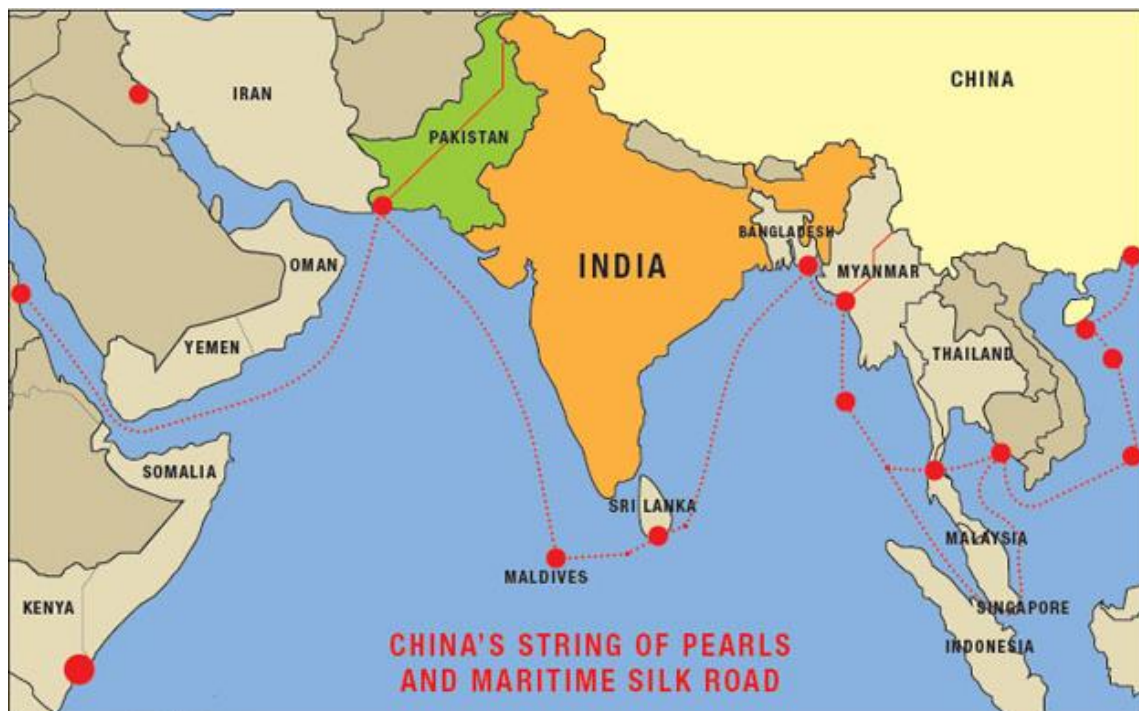 CHINA
IRAN
PAKISTAN
BANGLADESH
INDIA
OMAN
MYANMAR
YEMEN
THAILAND
SOMALIA
SRI LANKA
MALAYSIA
MALDIVES
KENYA
SINGAPORE
INDONESIA
CHINA'S STRING OF PEARLS
AND MARITIME SILK ROAD